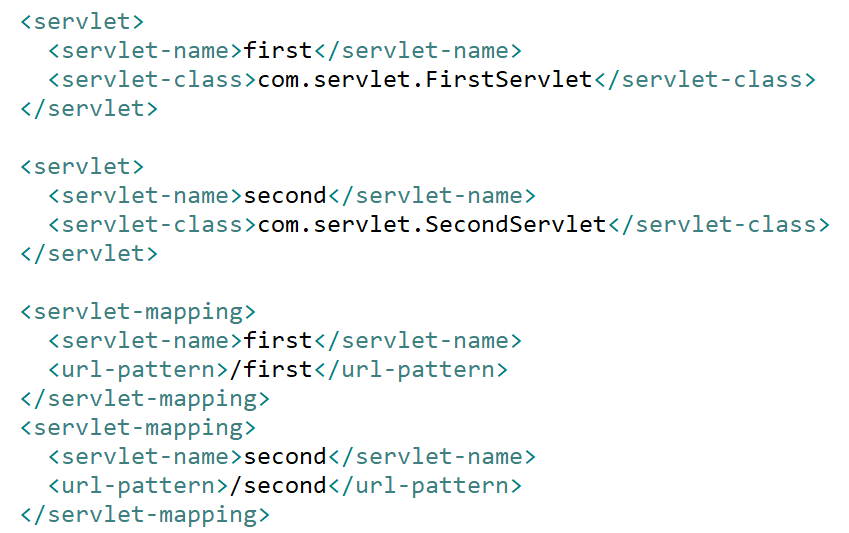 <servlet>
  <servlet-name>first</servlet-name>
  <servlet-class>com.servlet.FirstServlet</servlet-class>
</servlet>

<servlet>
  <servlet-name>second</servlet-name>
  <servlet-class>com.servlet.SecondServlet</servlet-class>
</servlet>

<servlet-mapping>
  <servlet-name>first</servlet-name>
  <url-pattern>/first</url-pattern>
</servlet-mapping>
<servlet-mapping>
  <servlet-name>second</servlet-name>
  <url-pattern>/second</url-pattern>
</servlet-mapping>